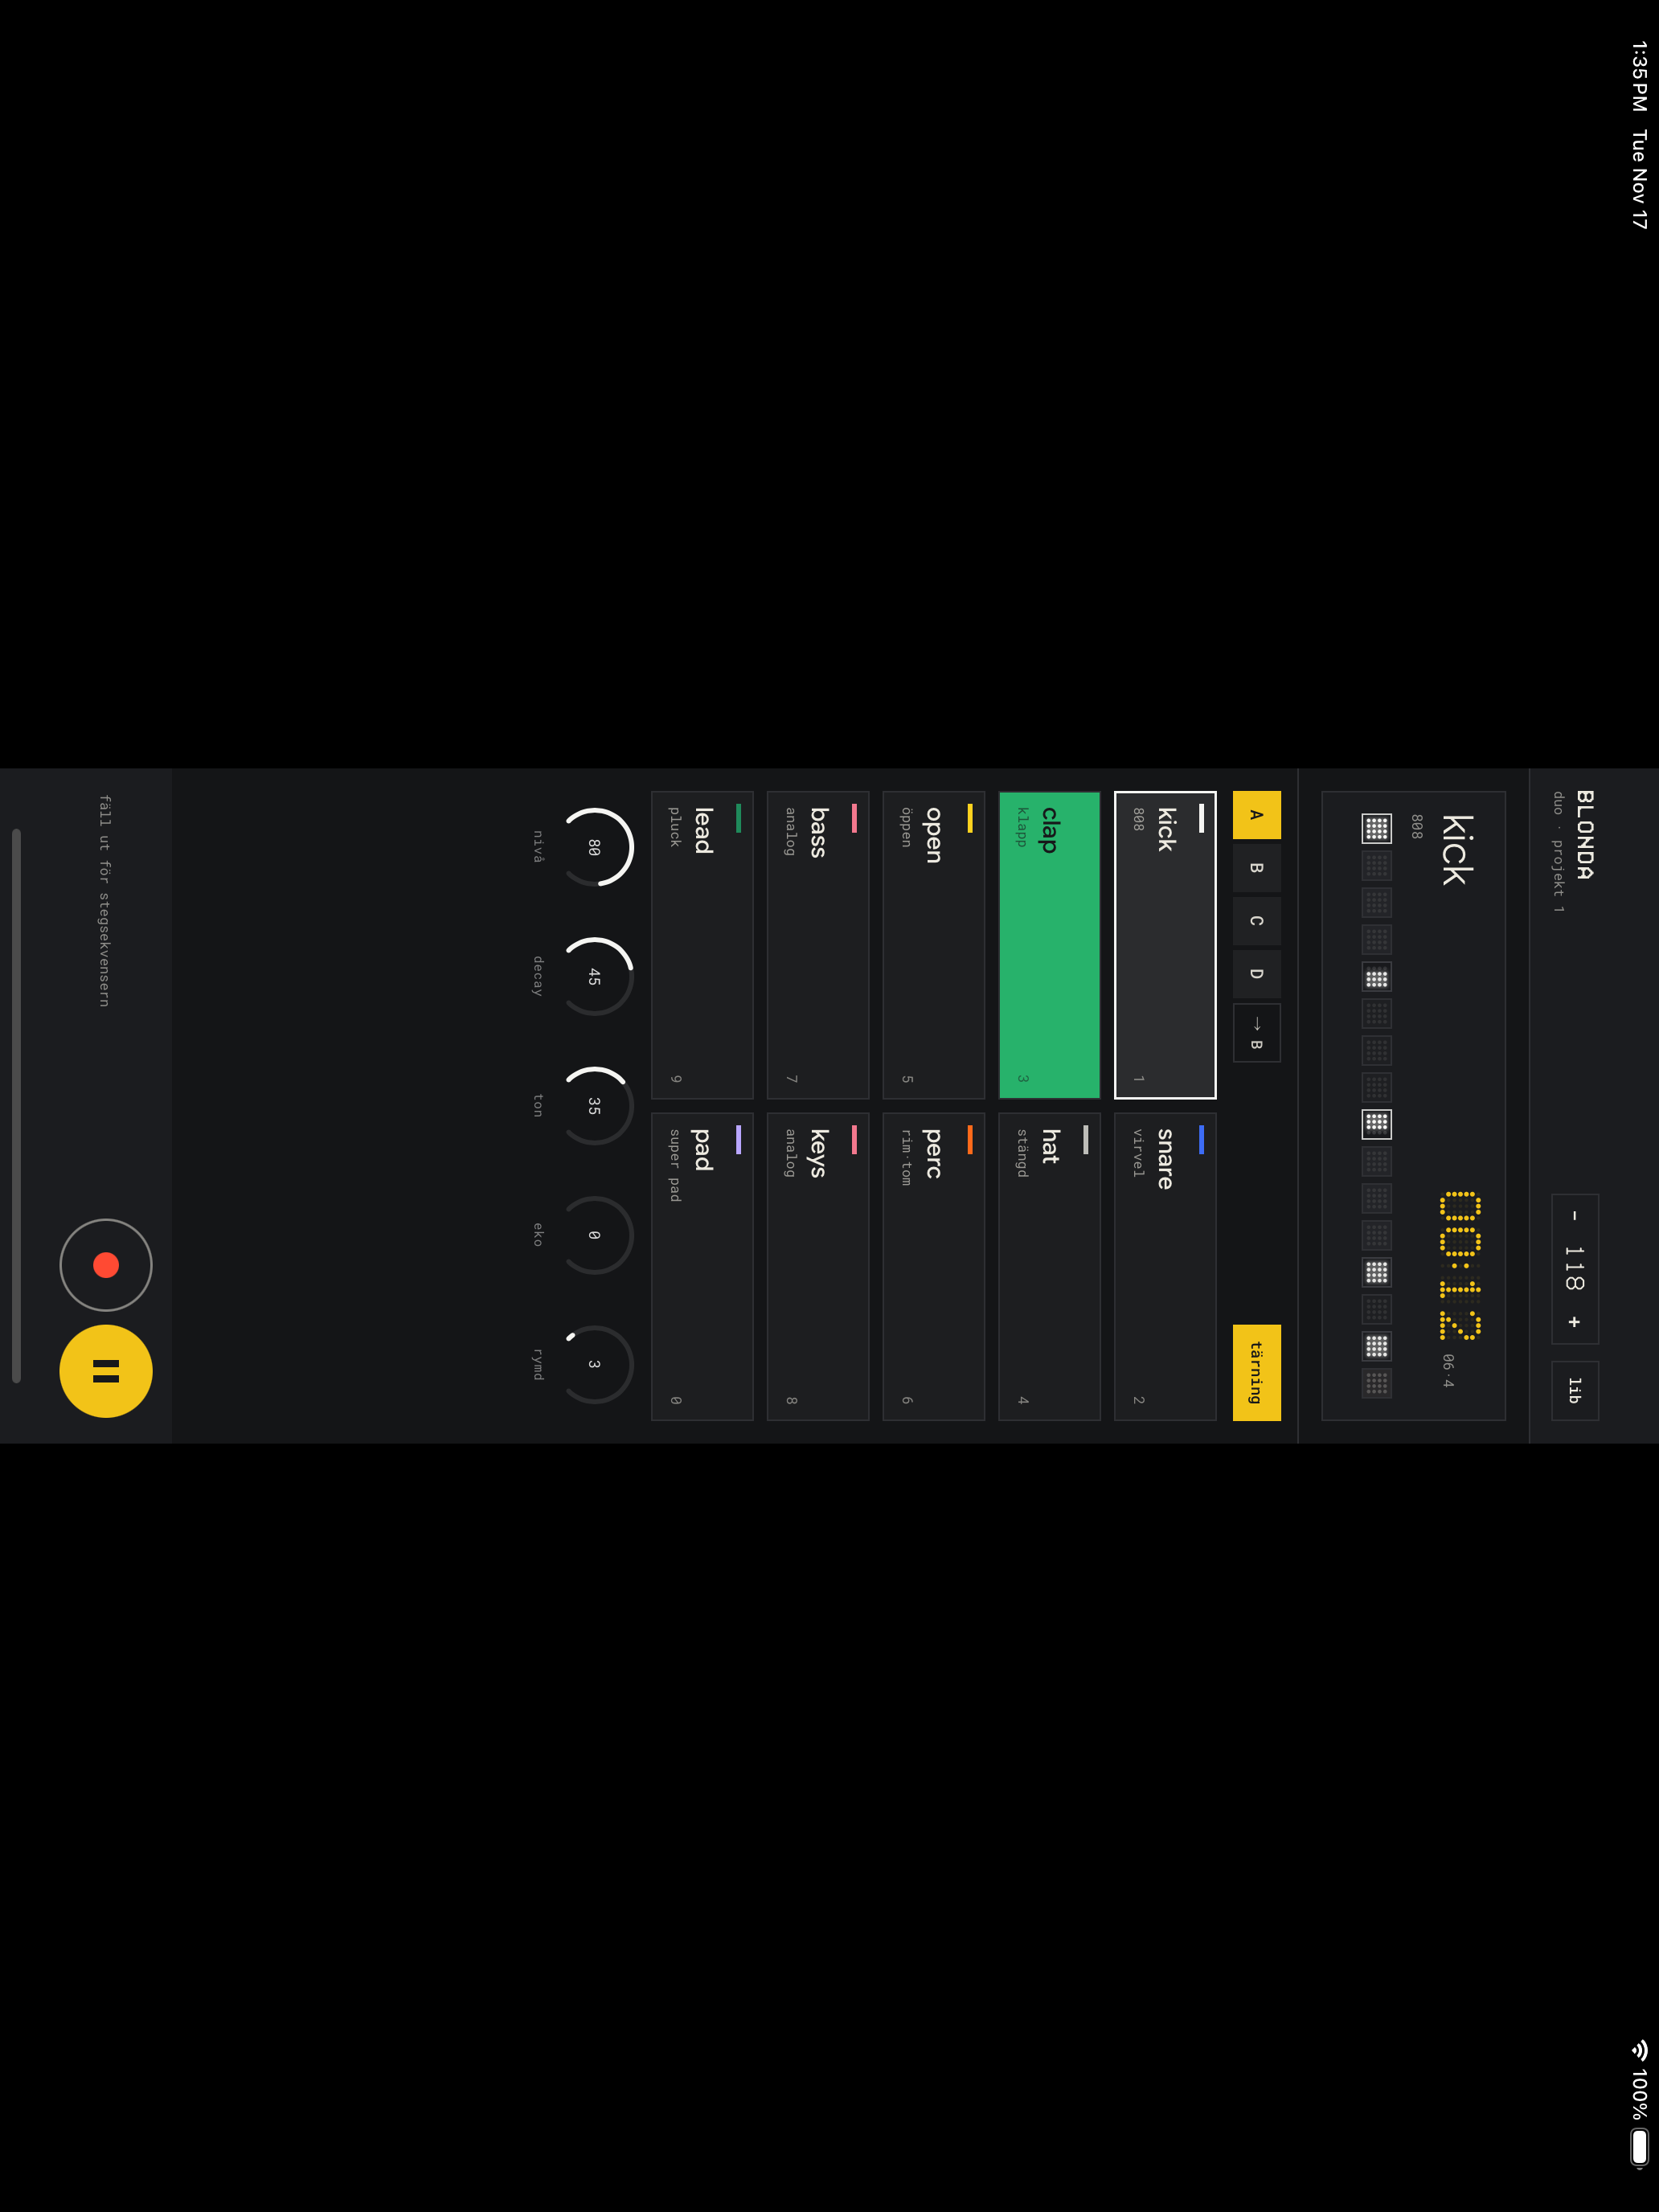 1:35 PM Tue Nov 17
100%
BLONDA
duo · projekt 1
- 118 +
lib
kick
808
00:12
06·4
A
B
C
D
→ B
tärning
kick
808
1
snare
virvel
2
clap
klapp
3
hat
stängd
4
open
öppen
5
perc
rim·tom
6
bass
analog
7
keys
analog
8
lead
pluck
9
pad
super pad
0
80
45
35
0
3
nivå
decay
ton
eko
rymd
fäll ut för stegsekvensern